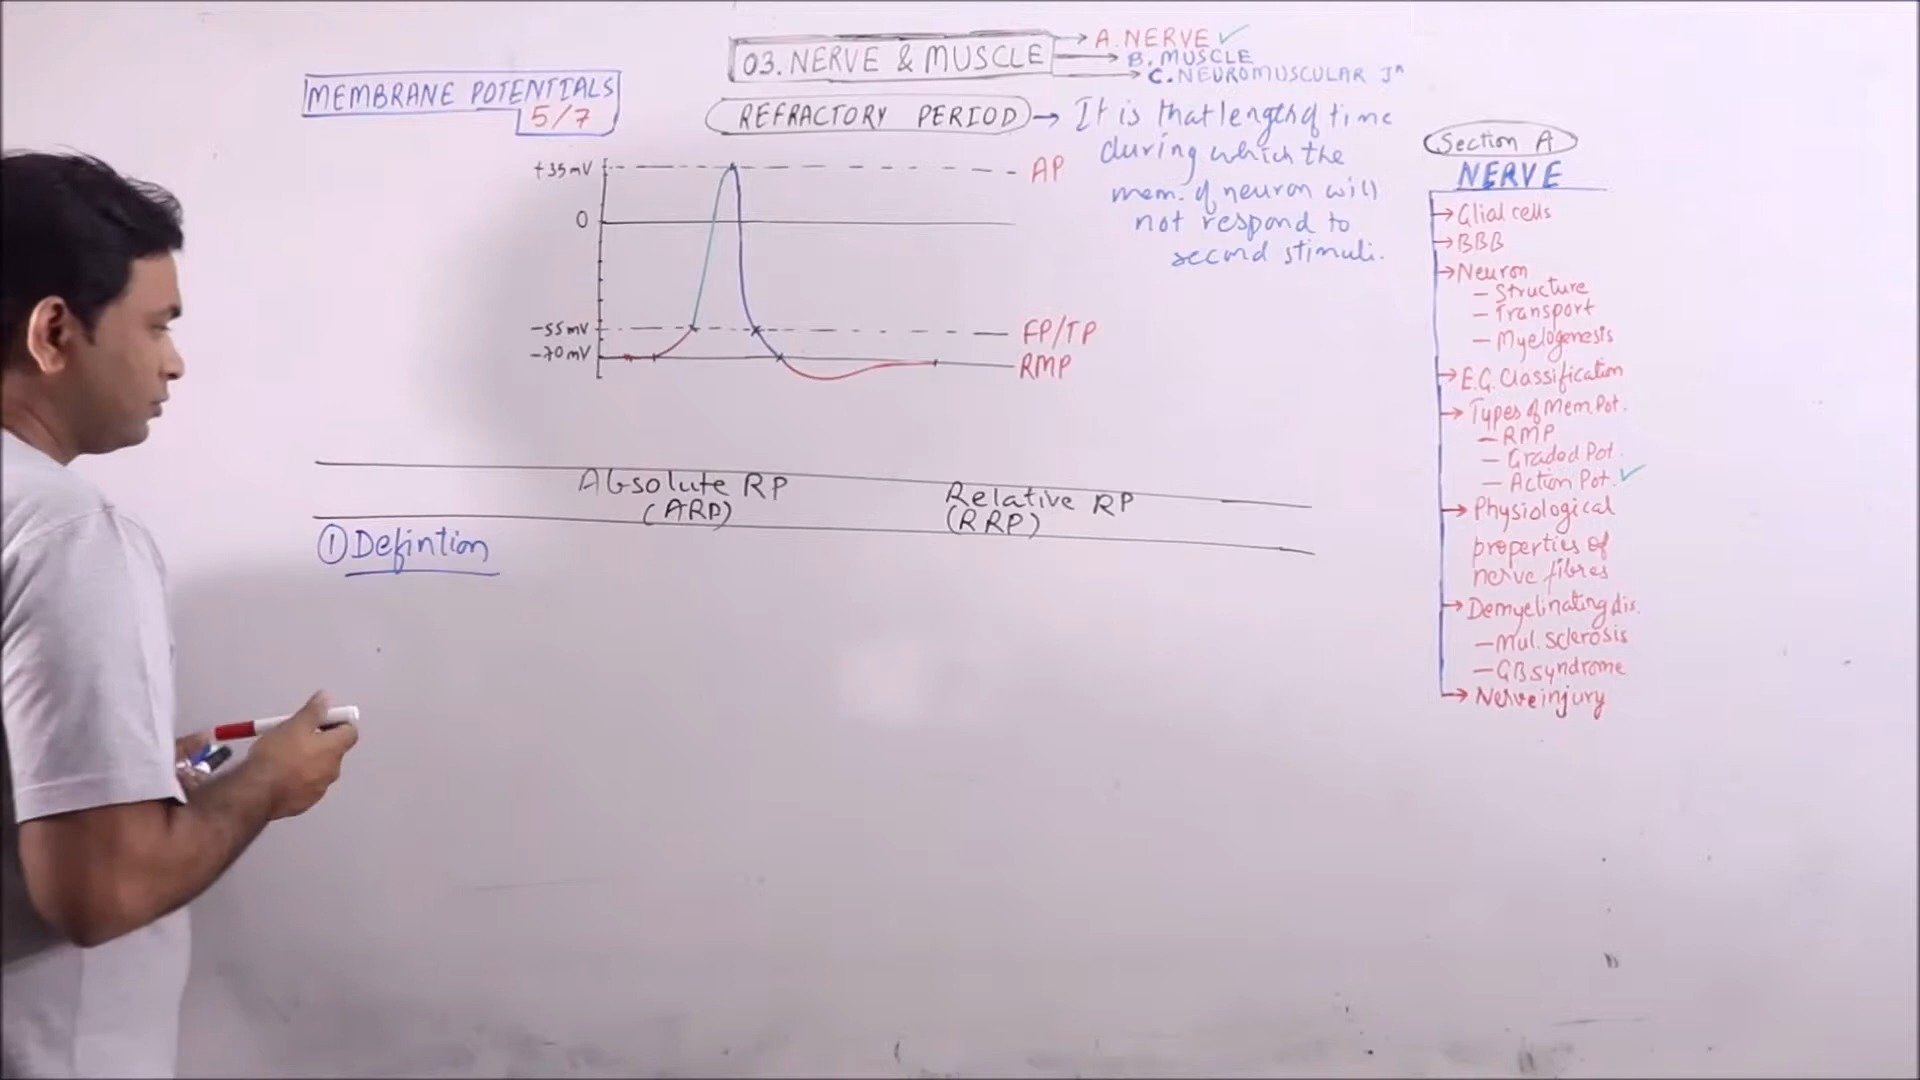 03. NERVE & MUSCLE
A. NERVE ✓
B. MUSCLE
C. NEUROMUSCULAR Jn
MEMBRANE POTENTIALS
5/7
REFRACTORY PERIOD → It is that length of time
during which the
mem. of neuron will
not respond to
second stimuli.
+35mV
AP
0
-55mV
FP/TP
-70mV
RMP
Absolute RP
(ARP)
Relative RP
(RRP)
① Defintion
Section A
NERVE
→ Glial cells
→ BBB
→ Neuron
- Structure
- Transport
- Myelogenesis
→ E.G. Classification
→ Types of Mem Pot.
- RMP
- Graded Pot.
- Action Pot. ✓
→ Physiological
properties of
nerve fibres
→ Demyelinating dis.
- Mul. Sclerosis
- GB syndrome
→ Nerve injury